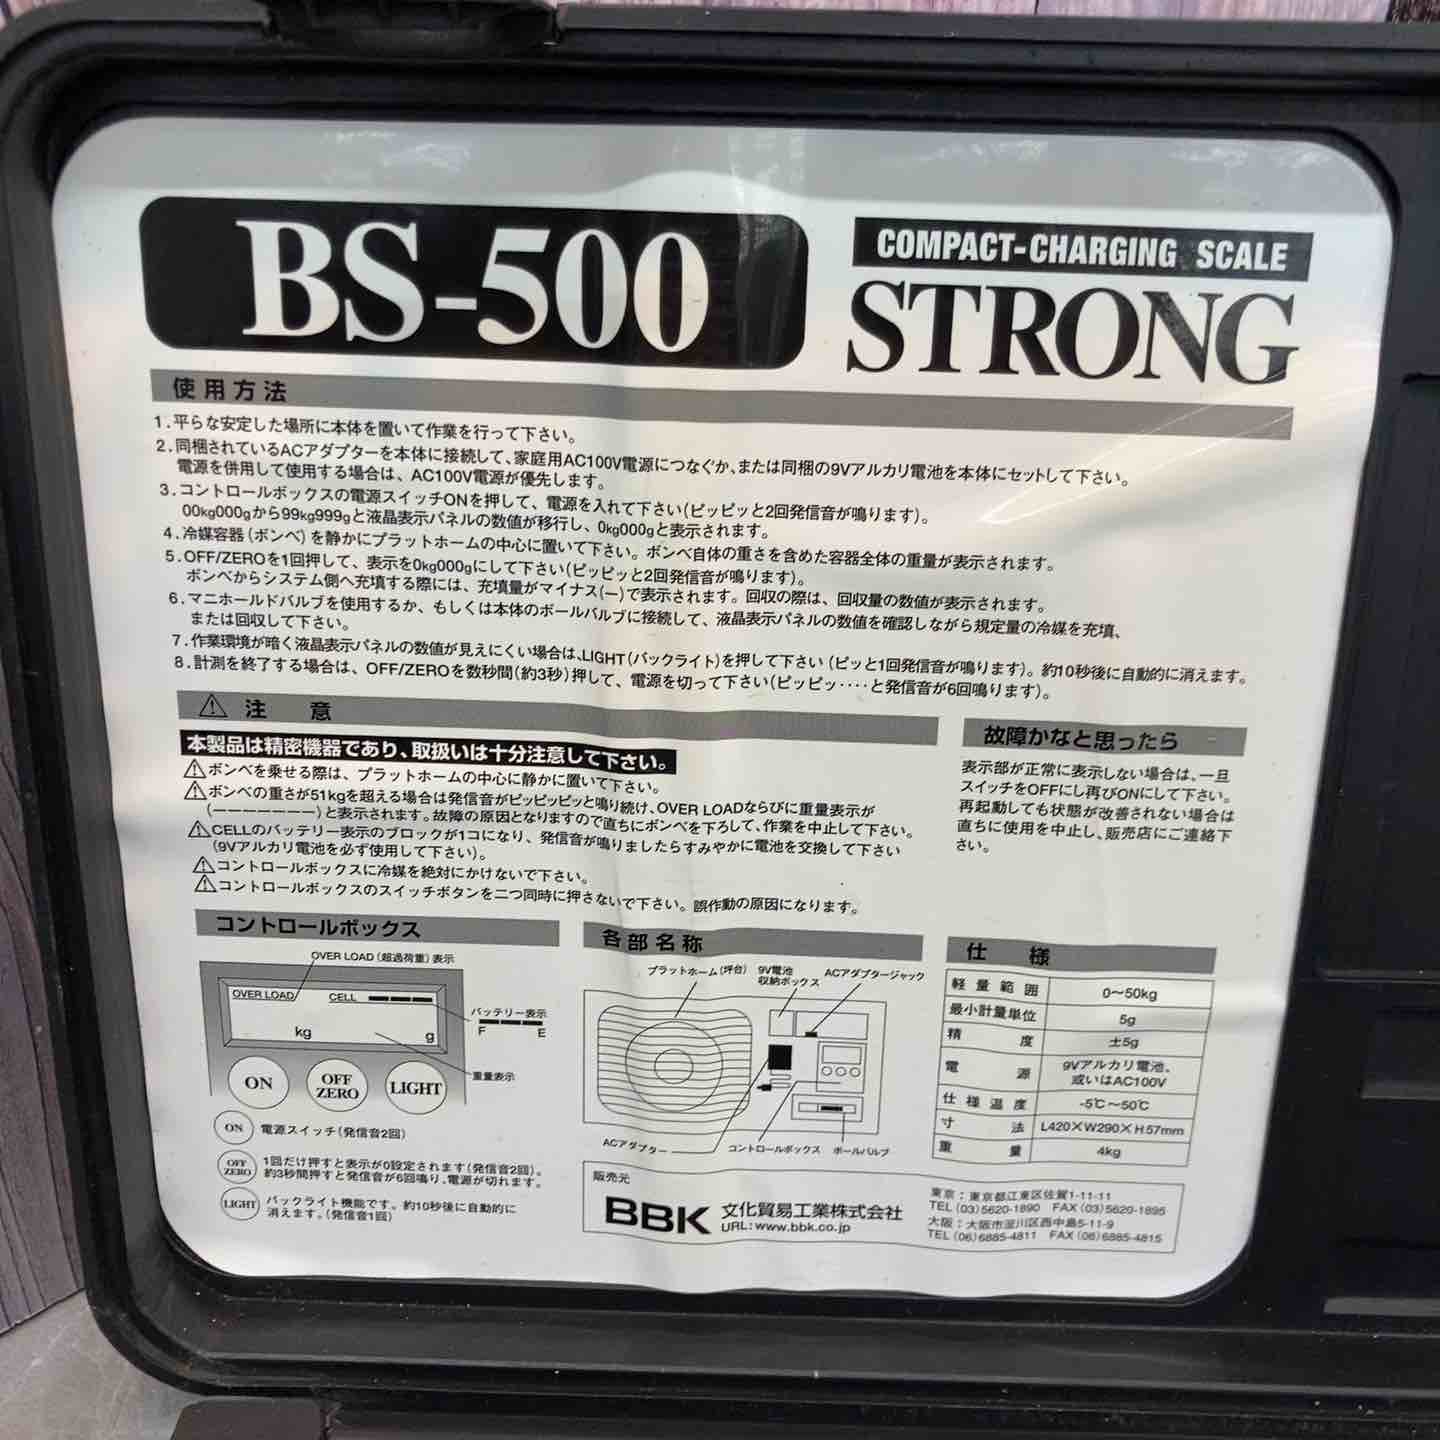 BS-500
COMPACT-CHARGING SCALE
STRONG
使用方法
1.平らな安定した場所に本体を置いて作業を行って下さい。
2.同梱されているACアダプターを本体に接続して、家庭用AC100V電源につなぐか、または同梱の9Vアルカリ電池を本体にセットして下さい。
電源を併用して使用する場合は、AC100V電源が優先します。
3.コントロールボックスの電源スイッチONを押して、電源を入れて下さい(ピッピッと2回発信音が鳴ります)。
00kg000gから99kg999gと液晶表示パネルの数値が移行し、0kg000gと表示されます。
4.冷媒容器(ボンベ)を静かにプラットホームの中心に置いて下さい。ボンベ自体の重さを含めた容器全体の重量が表示されます。
5.OFF/ZEROを1回押して、表示を0kg000gにして下さい(ピッピッと2回発信音が鳴ります)。
ボンベからシステム側へ充填する際には、充填量がマイナス(ー)で表示されます。回収の際は、回収量の数値が表示されます。
6.マニホールドバルブを使用するか、もしくは本体のボールバルブに接続して、液晶表示パネルの数値を確認しながら規定量の冷媒を充填、
または回収して下さい。
7.作業環境が暗く液晶表示パネルの数値が見えにくい場合は、LIGHT(バックライト)を押して下さい(ピッと1回発信音が鳴ります)。約10秒後に自動的に消えます。
8.計測を終了する場合は、OFF/ZEROを数秒間(約3秒)押して、電源を切って下さい(ピッピッ‥‥と発信音が6回鳴ります)。
⚠ 注 意
本製品は精密機器であり、取扱いは十分注意して下さい。
⚠ボンベを乗せる際は、プラットホームの中心に静かに置いて下さい。
⚠ボンベの重さが51kgを超える場合は発信音がピッピッピッと鳴り続け、OVER LOADならびに重量表示が
(ーーーーーーー)と表示されます。故障の原因となりますので直ちにボンベを下ろして、作業を中止して下さい。
⚠CELLのバッテリー表示のブロックが1コになり、発信音が鳴りましたらすみやかに電池を交換して下さい
(9Vアルカリ電池を必ず使用して下さい)。
⚠コントロールボックスに冷媒を絶対にかけないで下さい。
⚠コントロールボックスのスイッチボタンを二つ同時に押さないで下さい。誤作動の原因になります。
故障かなと思ったら
表示部が正常に表示しない場合は、一旦
スイッチをOFFにし再びONにして下さい。
再起動しても状態が改善されない場合は
直ちに使用を中止し、販売店にご連絡下
さい。
コントロールボックス
OVER LOAD(超過荷重)表示
OVER LOAD CELL
kg g
バッテリー表示
F E
重量表示
ON
OFF
ZERO
LIGHT
ON 電源スイッチ(発信音2回)
OFF
ZERO
1回だけ押すと表示が0設定されます(発信音2回)。
約3秒間押すと発信音が6回鳴り、電源が切れます。
LIGHT バックライト機能です。約10秒後に自動的に
消えます。(発信音1回)
各部名称
プラットホーム(坪台)
9V電池
収納ボックス
ACアダプタージャック
ACアダプター
コントロールボックス
ボールバルブ
仕 様
軽量範囲 0〜50kg
最小計量単位 5g
精 度 ±5g
電 源 9Vアルカリ電池、
或いはAC100V
仕様温度 -5℃〜50℃
寸 法 L420×W290×H57mm
重 量 4kg
販売元
BBK 文化貿易工業株式会社
URL:www.bbk.co.jp
東京:東京都江東区佐賀1-11-11
TEL(03)5620-1890 FAX(03)5620-1895
大阪:大阪市淀川区西中島5-11-9
TEL(06)6885-4811 FAX(06)6885-4815